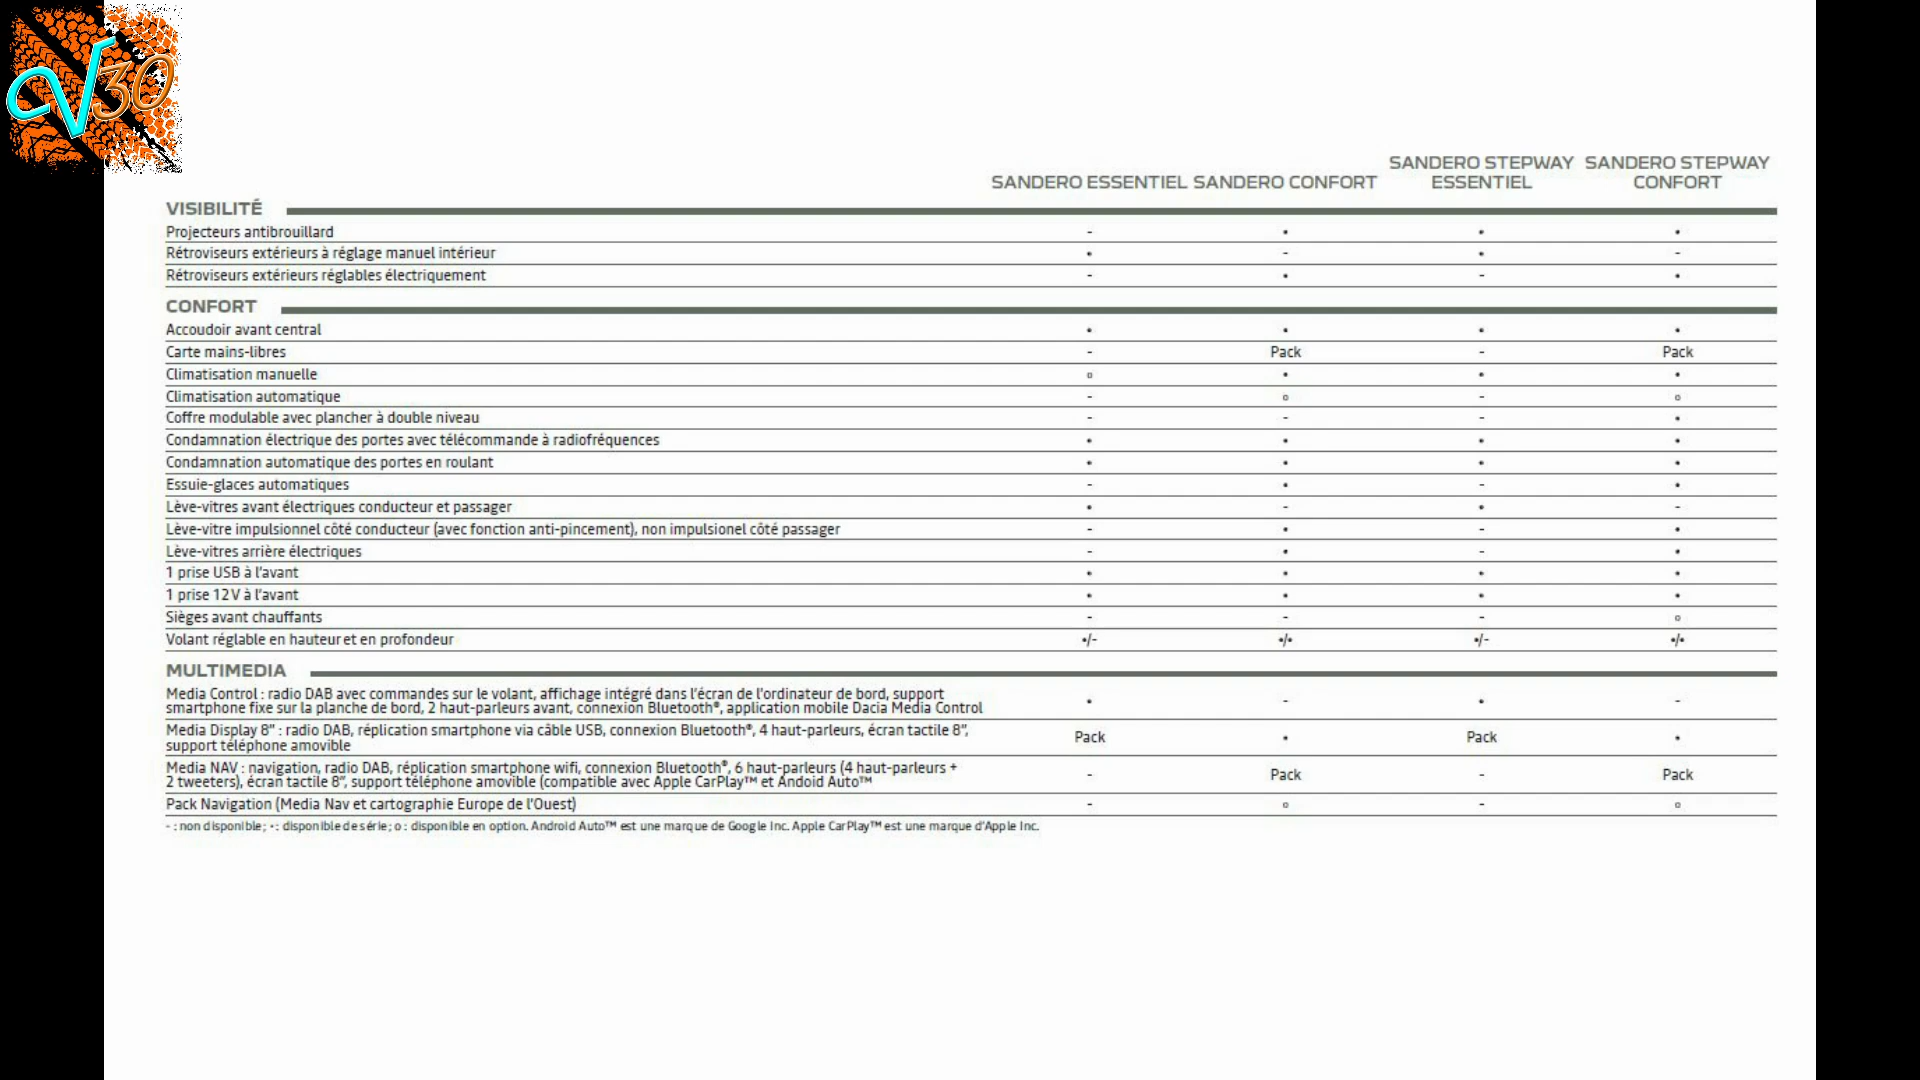 CV30
SANDERO ESSENTIEL SANDERO CONFORT SANDERO STEPWAY ESSENTIEL SANDERO STEPWAY CONFORT
VISIBILITÉ
Projecteurs antibrouillard - • • •
Rétroviseurs extérieurs à réglage manuel intérieur • - • -
Rétroviseurs extérieurs réglables électriquement - • - •
CONFORT
Accoudoir avant central • • • •
Carte mains-libres - Pack - Pack
Climatisation manuelle o • • •
Climatisation automatique - o - o
Coffre modulable avec plancher à double niveau - - - •
Condamnation électrique des portes avec télécommande à radiofréquences • • • •
Condamnation automatique des portes en roulant • • • •
Essuie-glaces automatiques - • - •
Lève-vitres avant électriques conducteur et passager • - • -
Lève-vitre impulsionnel côté conducteur (avec fonction anti-pincement), non impulsionel côté passager - • - •
Lève-vitres arrière électriques - • - •
1 prise USB à l'avant • • • •
1 prise 12V à l'avant • • • •
Sièges avant chauffants - - - o
Volant réglable en hauteur et en profondeur •/- •/• •/- •/•
MULTIMEDIA
Media Control : radio DAB avec commandes sur le volant, affichage intégré dans l'écran de l'ordinateur de bord, support
smartphone fixe sur la planche de bord, 2 haut-parleurs avant, connexion Bluetooth®, application mobile Dacia Media Control • - • -
Media Display 8" : radio DAB, réplication smartphone via câble USB, connexion Bluetooth®, 4 haut-parleurs, écran tactile 8",
support téléphone amovible Pack • Pack •
Media NAV : navigation, radio DAB, réplication smartphone wifi, connexion Bluetooth®, 6 haut-parleurs (4 haut-parleurs +
2 tweeters), écran tactile 8", support téléphone amovible (compatible avec Apple CarPlay™ et Andoid Auto™ - Pack - Pack
Pack Navigation (Media Nav et cartographie Europe de l'Ouest) - o - o
- : non disponible ; • : disponible de série ; o : disponible en option. Android Auto™ est une marque de Google Inc. Apple CarPlay™ est une marque d'Apple Inc.